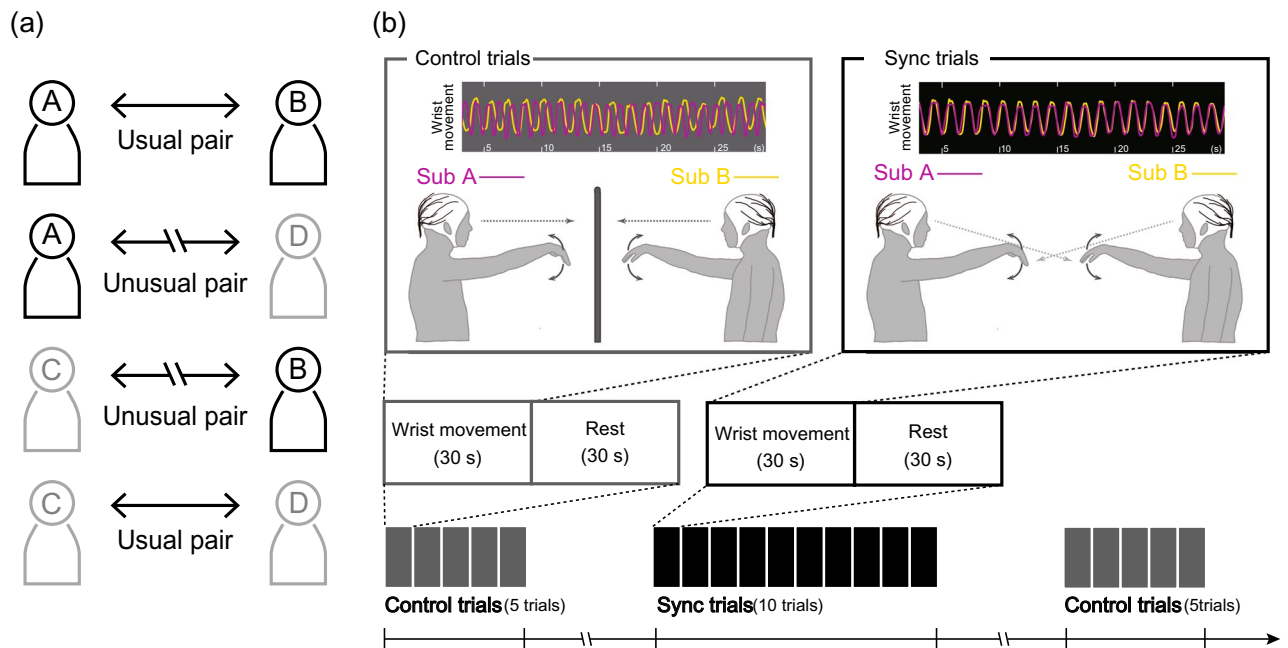 (a)
A
B
Usual pair
A
D
Unusual pair
C
B
Unusual pair
C
D
Usual pair
(b)
Control trials
Wrist
movement
5
10
15
20
25
(s)
Sub A
Sub B
Sync trials
Wrist
movement
5
10
15
20
25
(s)
Sub A
Sub B
Wrist movement
(30 s)
Rest
(30 s)
Wrist movement
(30 s)
Rest
(30 s)
Control trials (5 trials)
Sync trials (10 trials)
Control trials (5trials)